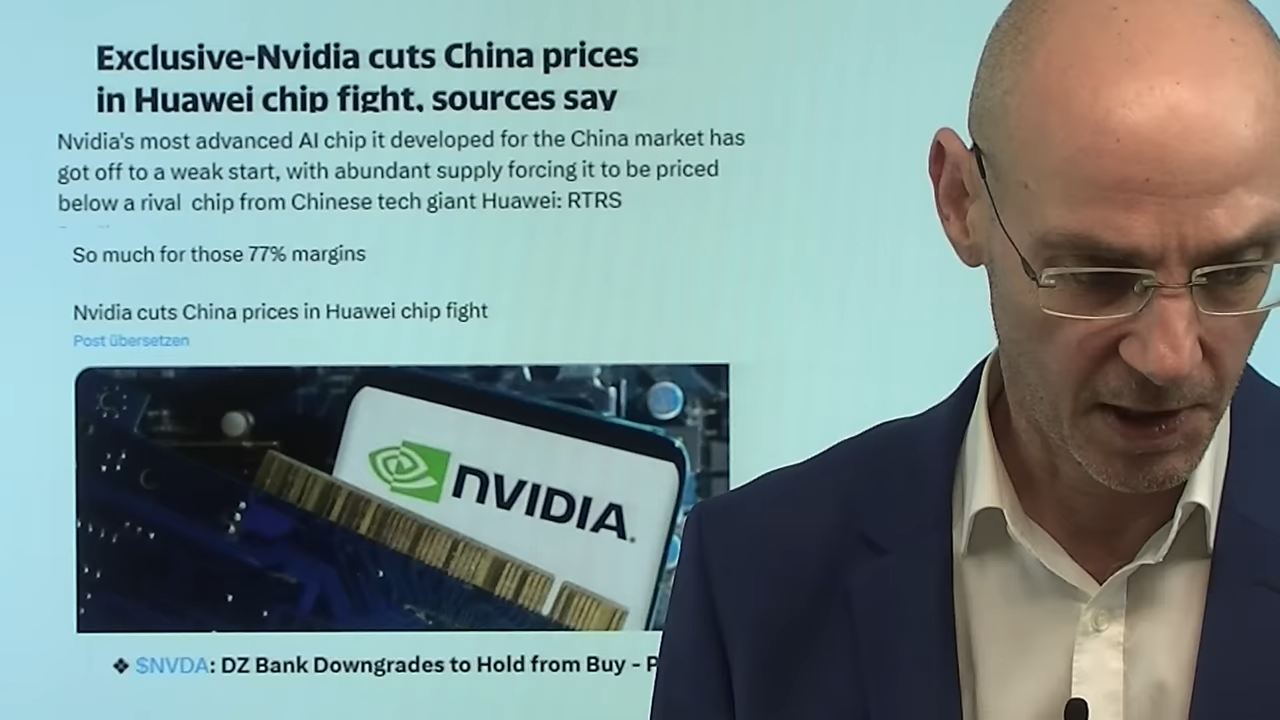 Exclusive-Nvidia cuts China prices
in Huawei chip fight, sources say
Nvidia's most advanced AI chip it developed for the China market has
got off to a weak start, with abundant supply forcing it to be priced
below a rival chip from Chinese tech giant Huawei: RTRS
So much for those 77% margins
Nvidia cuts China prices in Huawei chip fight
Post übersetzen
NVIDIA.
❖ $NVDA: DZ Bank Downgrades to Hold from Buy - P